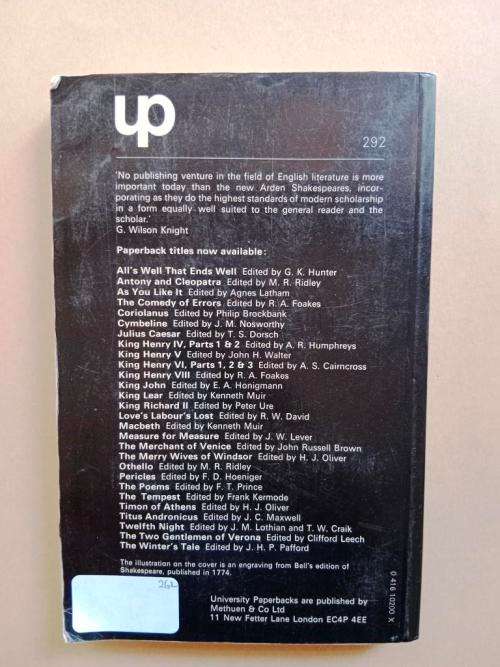 up
292
'No publishing venture in the field of English literature is more
important today than the new Arden Shakespeares, incor-
porating as they do the highest standards of modern scholarship
in a form equally well suited to the general reader and the
scholar.'
G. Wilson Knight
Paperback titles now available:
All's Well That Ends Well Edited by G. K. Hunter
Antony and Cleopatra Edited by M. R. Ridley
As You Like It Edited by Agnes Latham
The Comedy of Errors Edited by R. A. Foakes
Coriolanus Edited by Philip Brockbank
Cymbeline Edited by J. M. Nosworthy
Julius Caesar Edited by T. S. Dorsch
King Henry IV, Parts 1 & 2 Edited by A. R. Humphreys
King Henry V Edited by John H. Walter
King Henry VI, Parts 1, 2 & 3 Edited by A. S. Cairncross
King Henry VIII Edited by R. A. Foakes
King John Edited by E. A. Honigmann
King Lear Edited by Kenneth Muir
King Richard II Edited by Peter Ure
Love's Labour's Lost Edited by R. W. David
Macbeth Edited by Kenneth Muir
Measure for Measure Edited by J. W. Lever
The Merchant of Venice Edited by John Russell Brown
The Merry Wives of Windsor Edited by H. J. Oliver
Othello Edited by M. R. Ridley
Pericles Edited by F. D. Hoeniger
The Poems Edited by F. T. Prince
The Tempest Edited by Frank Kermode
Timon of Athens Edited by H. J. Oliver
Titus Andronicus Edited by J. C. Maxwell
Twelfth Night Edited by J. M. Lothian and T. W. Craik
The Two Gentlemen of Verona Edited by Clifford Leech
The Winter's Tale Edited by J. H. P. Pafford
The illustration on the cover is an engraving from Bell's edition of
Shakespeare, published in 1774.
University Paperbacks are published by
Methuen & Co Ltd
11 New Fetter Lane London EC4P 4EE
0 416 10200 X